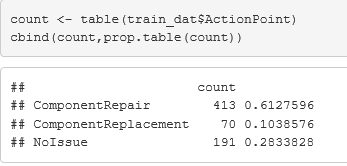 count <- table(train_dat$ActionPoint)
cbind(count,prop.table(count))
## count
## ComponentRepair 413 0.6127596
## ComponentReplacement 70 0.1038576
## NoIssue 191 0.2833828